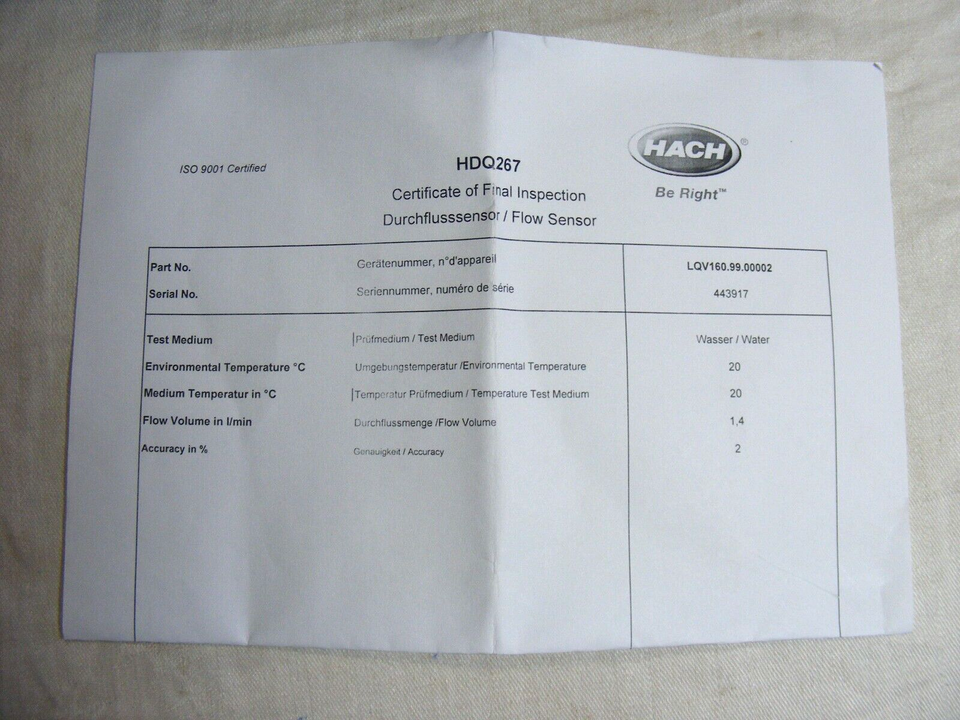 ISO 9001 Certified
HDQ267
HACH®
Be Right™
Certificate of Final Inspection
Durchflusssensor / Flow Sensor
Part No. Gerätenummer, n°d'appareil LQV160.99.00002
Serial No. Seriennummer, numéro de série 443917
Test Medium Prüfmedium / Test Medium Wasser / Water
Environmental Temperature °C Umgebungstemperatur /Environmental Temperature 20
Medium Temperatur in °C Temperatur Prüfmedium / Temperature Test Medium 20
Flow Volume in l/min Durchflussmenge /Flow Volume 1,4
Accuracy in % Genauigkeit / Accuracy 2